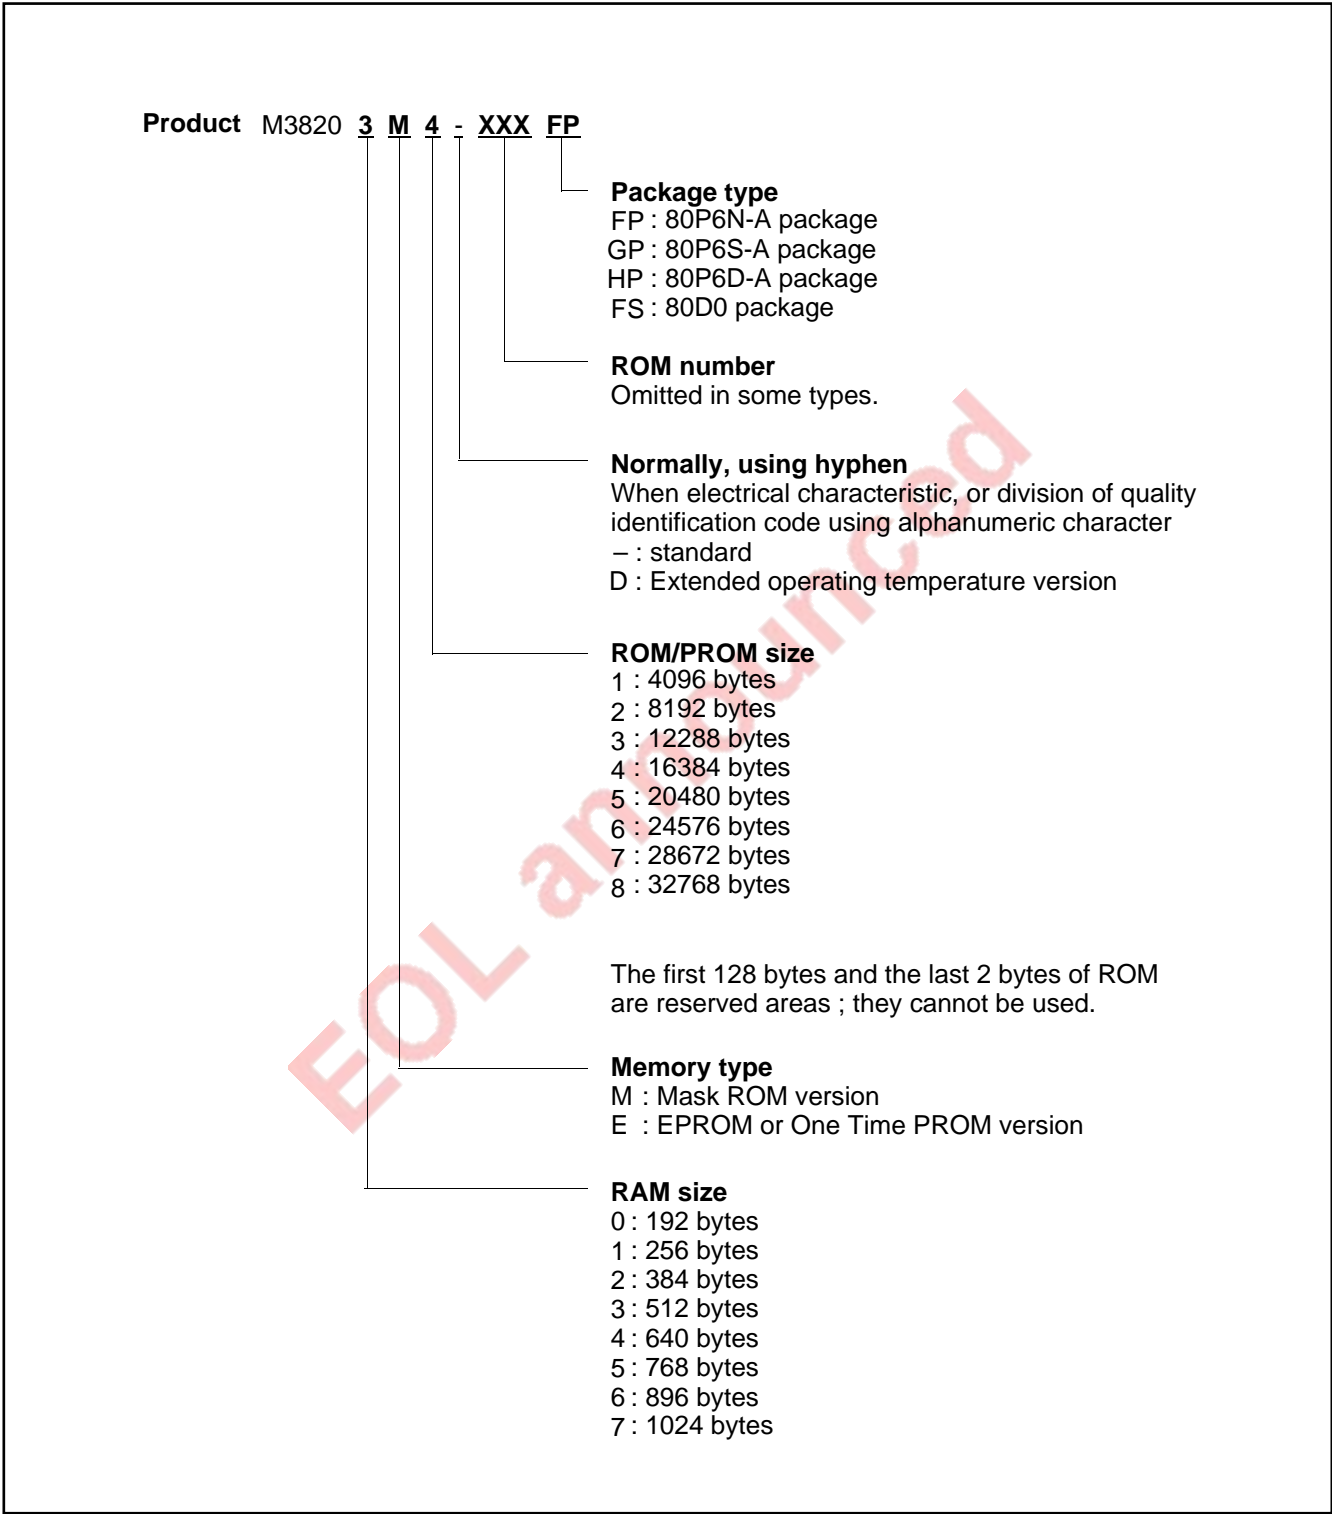 Product M3820 3 M 4 - XXX FP
Package type
FP : 80P6N-A package
GP : 80P6S-A package
HP : 80P6D-A package
FS : 80D0 package
ROM number
Omitted in some types.
Normally, using hyphen
When electrical characteristic, or division of quality
identification code using alphanumeric character
– : standard
D : Extended operating temperature version
ROM/PROM size
1 : 4096 bytes
2 : 8192 bytes
3 : 12288 bytes
4 : 16384 bytes
5 : 20480 bytes
6 : 24576 bytes
7 : 28672 bytes
8 : 32768 bytes
The first 128 bytes and the last 2 bytes of ROM
are reserved areas ; they cannot be used.
Memory type
M : Mask ROM version
E : EPROM or One Time PROM version
RAM size
0 : 192 bytes
1 : 256 bytes
2 : 384 bytes
3 : 512 bytes
4 : 640 bytes
5 : 768 bytes
6 : 896 bytes
7 : 1024 bytes
EOL announced